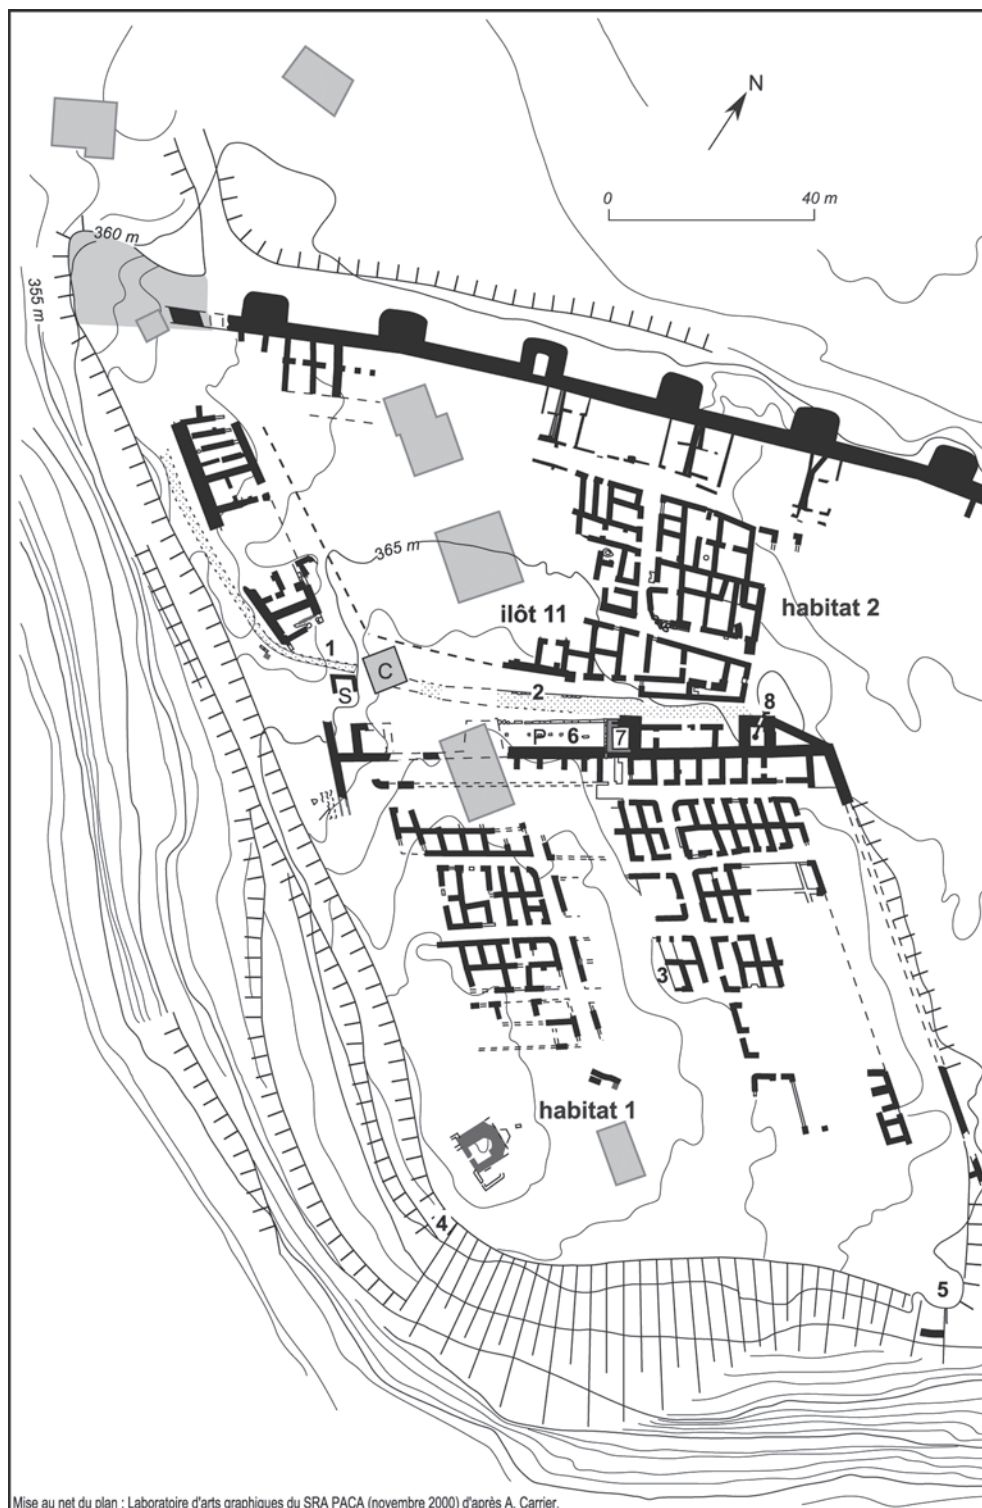 N
0 40 m
360 m
355 m
365 m
ilôt 11
habitat 2
1
C
S
2
8
P 6 7
3
habitat 1
4
5
Mise au net du plan : Laboratoire d'arts graphiques du SRA PACA (novembre 2000) d'après A. Carrier.